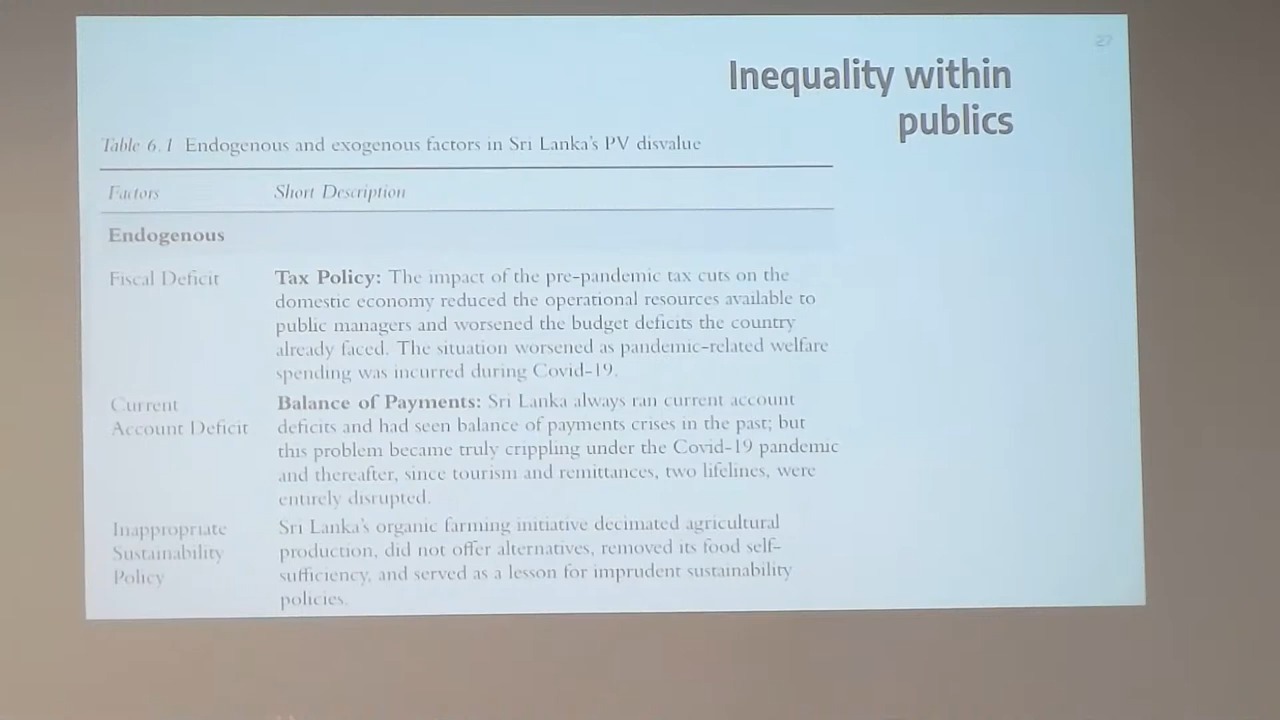 27
Inequality within
publics
Table 6.1 Endogenous and exogenous factors in Sri Lanka's PV disvalue
Factors Short Description
Endogenous
Fiscal Deficit Tax Policy: The impact of the pre-pandemic tax cuts on the
domestic economy reduced the operational resources available to
public managers and worsened the budget deficits the country
already faced. The situation worsened as pandemic-related welfare
spending was incurred during Covid-19.
Current Balance of Payments: Sri Lanka always ran current account
Account Deficit deficits and had seen balance of payments crises in the past; but
this problem became truly crippling under the Covid-19 pandemic
and thereafter, since tourism and remittances, two lifelines, were
entirely disrupted.
Inappropriate Sri Lanka's organic farming initiative decimated agricultural
Sustainability production, did not offer alternatives, removed its food self-
Policy sufficiency, and served as a lesson for imprudent sustainability
policies.